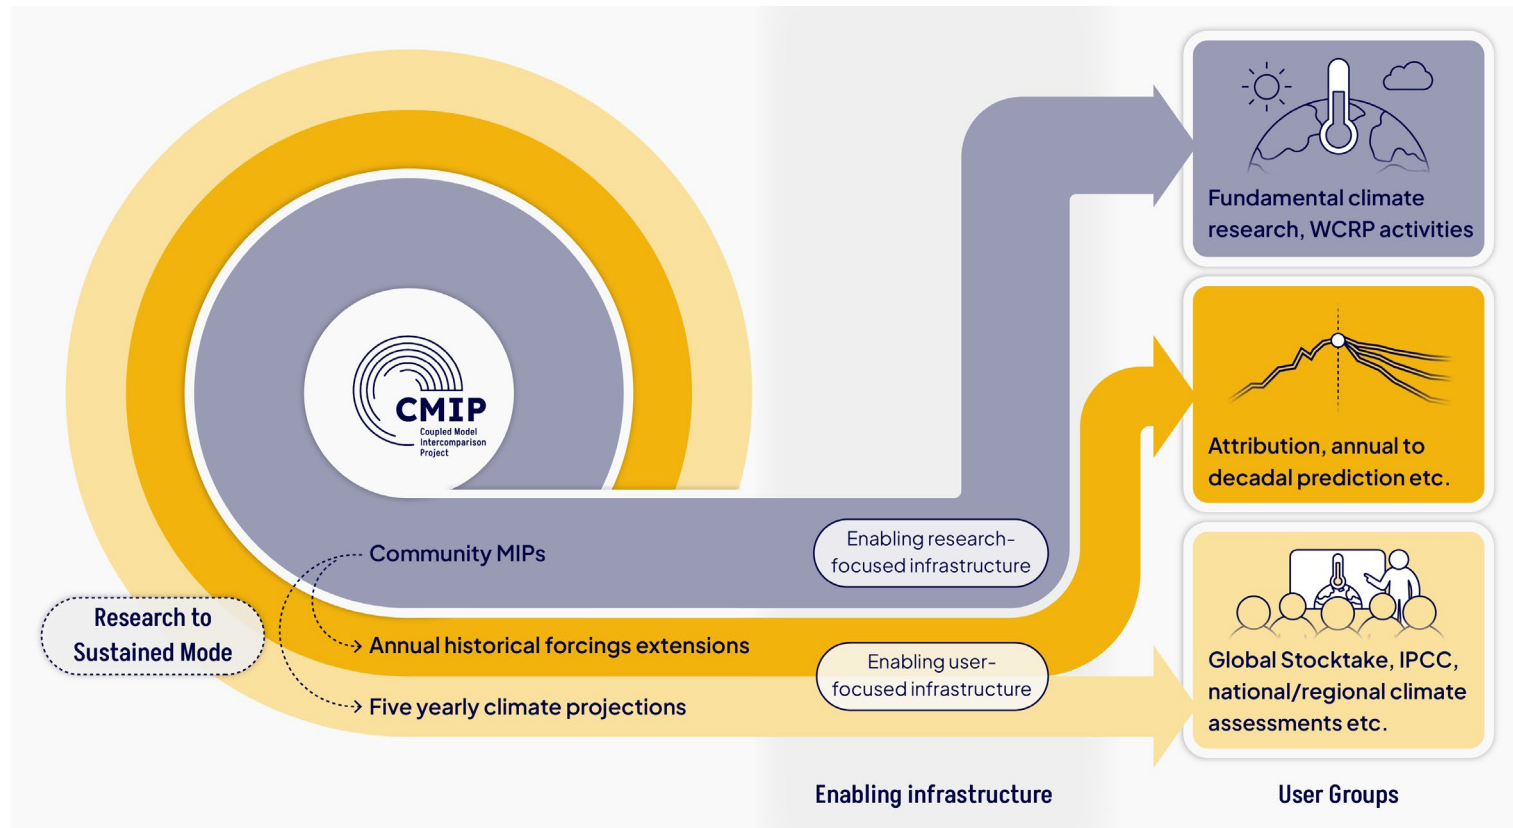 CMIP
Coupled Model
Intercomparison
Project
Community MIPs
Annual historical forcings extensions
Five yearly climate projections
Research to
Sustained Mode
Enabling research-
focused infrastructure
Enabling user-
focused infrastructure
Enabling infrastructure
Fundamental climate
research, WCRP activities
Attribution, annual to
decadal prediction etc.
Global Stocktake, IPCC,
national/regional climate
assessments etc.
User Groups